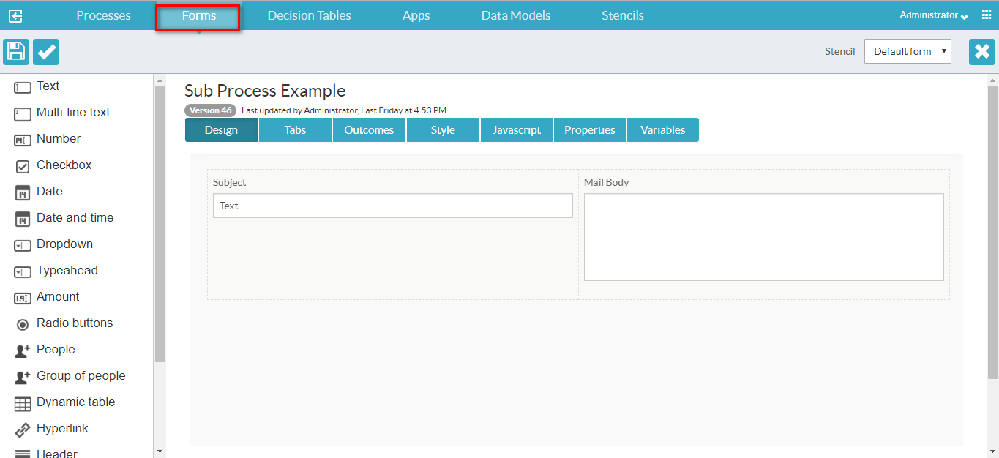 Processes Forms Decision Tables Apps Data Models Stencils Administrator
Stencil Default form
Text
Multi-line text
Number
Checkbox
Date
Date and time
Dropdown
Typeahead
Amount
Radio buttons
People
Group of people
Dynamic table
Hyperlink
Header
Sub Process Example
Version 46 Last updated by Administrator, Last Friday at 4:53 PM
Design Tabs Outcomes Style Javascript Properties Variables
Subject Mail Body
Text